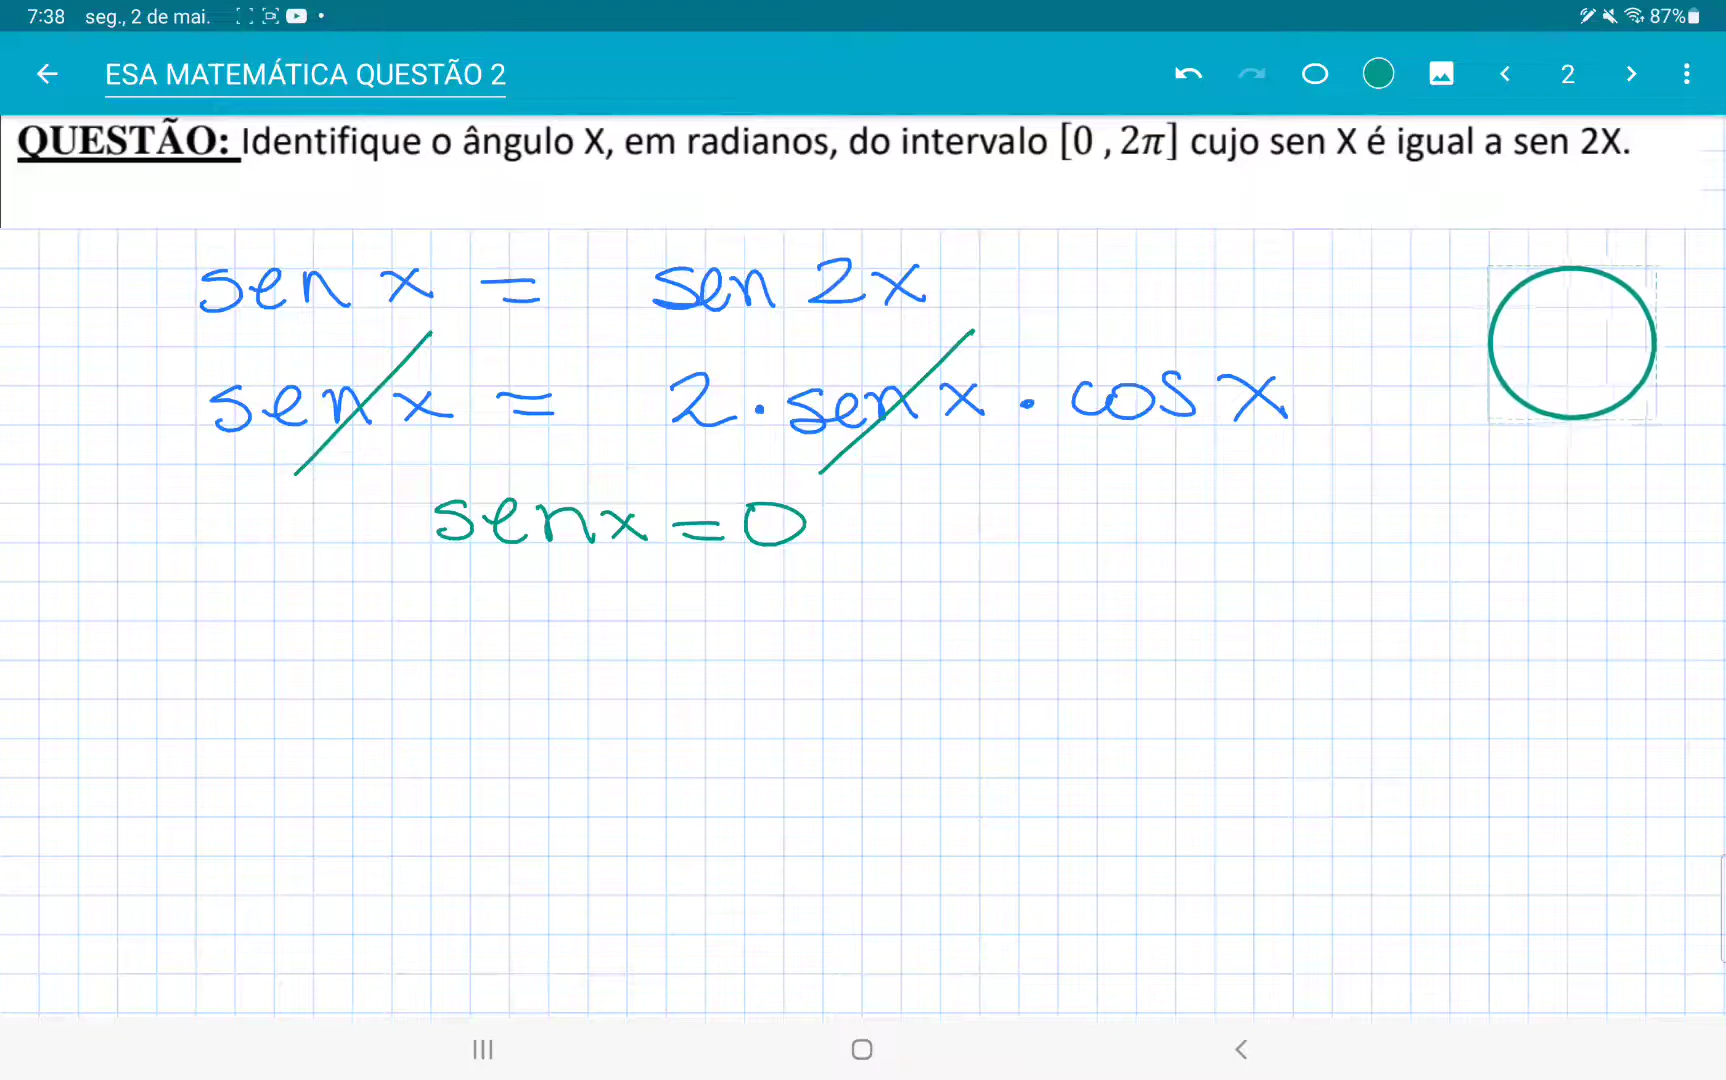 7:38 seg., 2 de mai. 87%
ESA MATEMÁTICA QUESTÃO 2 2
QUESTÃO: Identifique o ângulo X, em radianos, do intervalo [0 , 2π] cujo sen X é igual a sen 2X.
sen x = sen 2x
sen x = 2 · sen x · cos x
sen x = 0